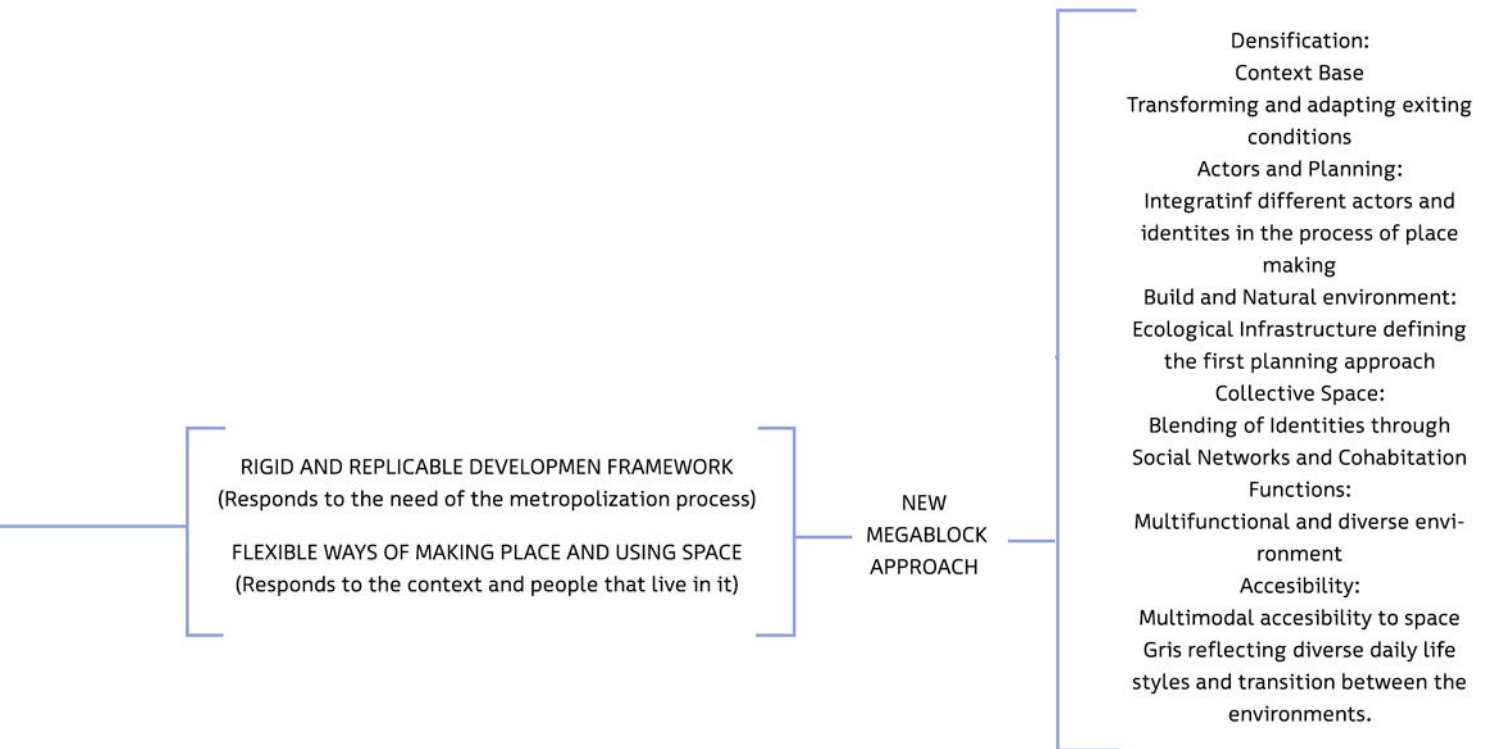 RIGID AND REPLICABLE DEVELOPMEN FRAMEWORK
(Responds to the need of the metropolization process)
FLEXIBLE WAYS OF MAKING PLACE AND USING SPACE
(Responds to the context and people that live in it)
NEW
MEGABLOCK
APPROACH
Densification:
Context Base
Transforming and adapting exiting
conditions
Actors and Planning:
Integratinf different actors and
identites in the process of place
making
Build and Natural environment:
Ecological Infrastructure defining
the first planning approach
Collective Space:
Blending of Identities through
Social Networks and Cohabitation
Functions:
Multifunctional and diverse envi-
ronment
Accesibility:
Multimodal accesibility to space
Gris reflecting diverse daily life
styles and transition between the
environments.